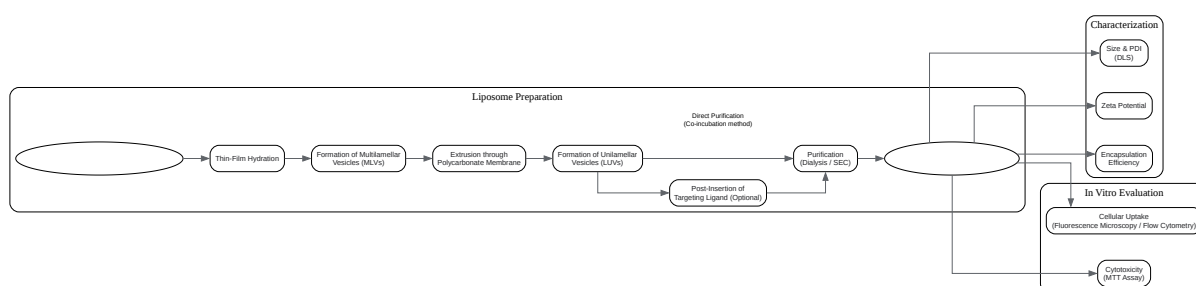 Characterization
Size & PDI
(DLS)
Liposome Preparation
Direct Purification
(Co-incubation method)
Zeta Potential
Thin-Film Hydration
Formation of Multilamellar
Vesicles (MLVs)
Extrusion through
Polycarbonate Membrane
Formation of Unilamellar
Vesicles (LUVs)
Purification
(Dialysis / SEC)
Encapsulation
Efficiency
Post-Insertion of
Targeting Ligand (Optional)
In Vitro Evaluation
Cellular Uptake
(Fluorescence Microscopy / Flow Cytometry)
Cytotoxicity
(MTT Assay)